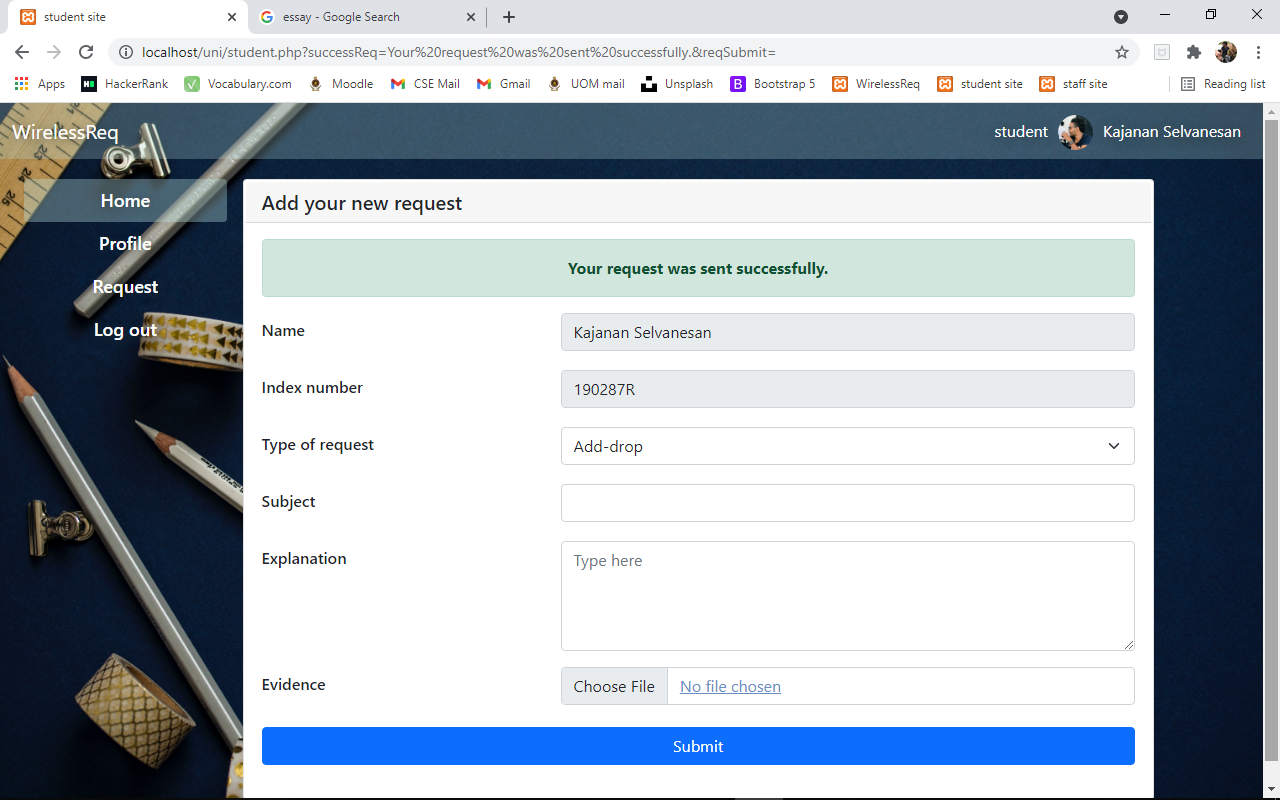 student site
essay - Google Search
localhost/uni/student.php?successReq=Your%20request%20was%20sent%20successfully.&reqSubmit=
Apps HackerRank Vocabulary.com Moodle CSE Mail Gmail UOM mail Unsplash Bootstrap 5 WirelessReq student site staff site Reading list
WirelessReq
student Kajanan Selvanesan
Home
Profile
Request
Log out
Add your new request
Your request was sent successfully.
Name Kajanan Selvanesan
Index number 190287R
Type of request Add-drop
Subject
Explanation Type here
Evidence Choose File No file chosen
Submit